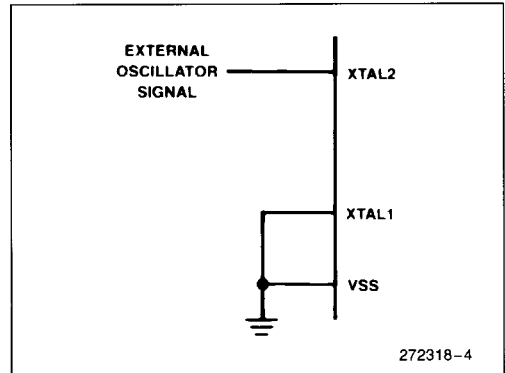 EXTERNAL
OSCILLATOR
SIGNAL
XTAL2
XTAL1
VSS
272318-4